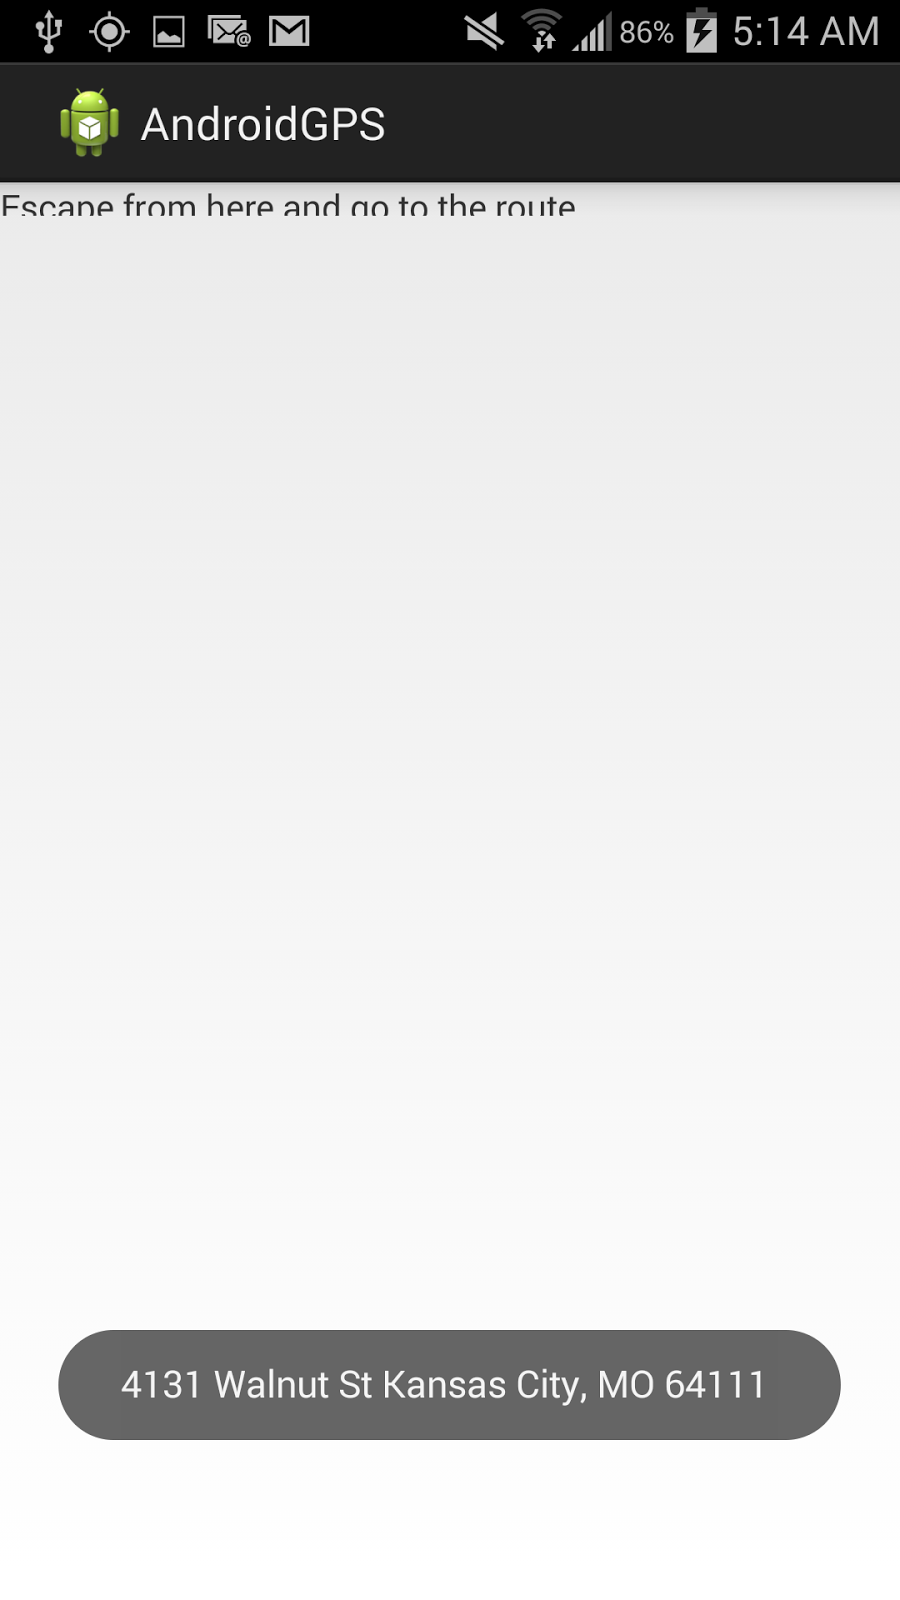 86% 5:14 AM
AndroidGPS
Escape from here and go to the route
4131 Walnut St Kansas City, MO 64111